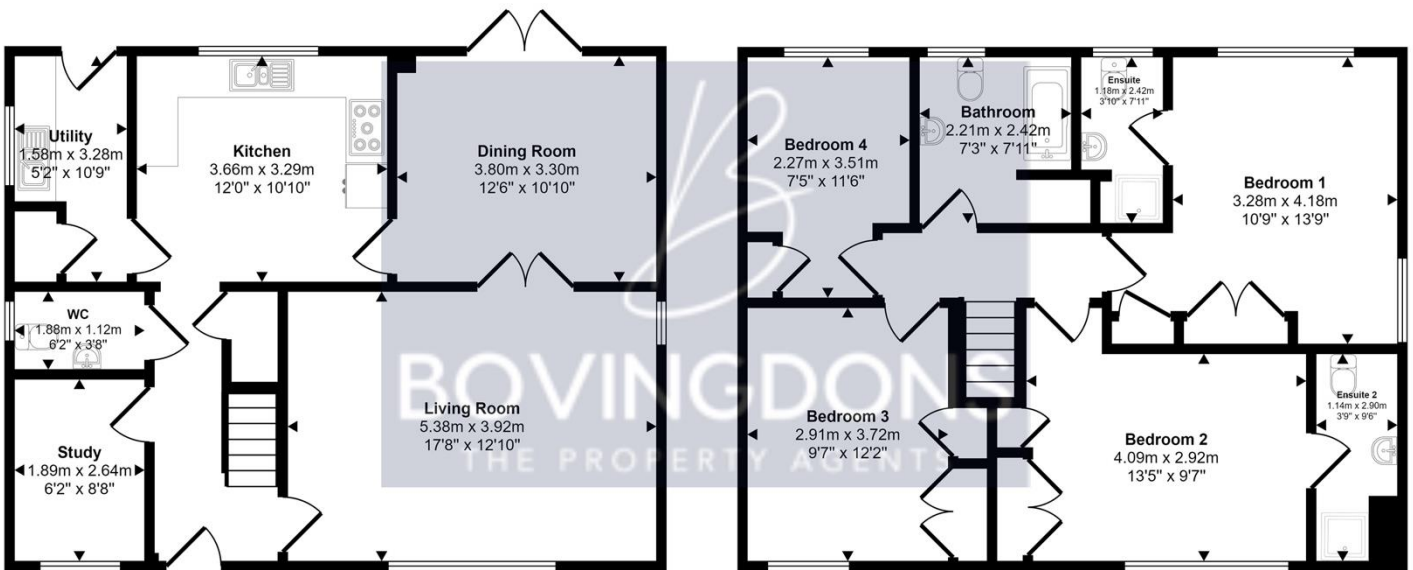 Utility
1.58m x 3.28m
5'2" x 10'9"
Kitchen
3.66m x 3.29m
12'0" x 10'10"
Dining Room
3.80m x 3.30m
12'6" x 10'10"
WC
1.88m x 1.12m
6'2" x 3'8"
Study
1.89m x 2.64m
6'2" x 8'8"
Living Room
5.38m x 3.92m
17'8" x 12'10"
Bedroom 4
2.27m x 3.51m
7'5" x 11'6"
Bathroom
2.21m x 2.42m
7'3" x 7'11"
Ensuite
1.18m x 2.42m
3'10" x 7'11"
Bedroom 1
3.28m x 4.18m
10'9" x 13'9"
Bedroom 3
2.91m x 3.72m
9'7" x 12'2"
Bedroom 2
4.09m x 2.92m
13'5" x 9'7"
Ensuite 2
1.14m x 2.90m
3'9" x 9'6"
B
BOVINGDONS
THE PROPERTY AGENTS